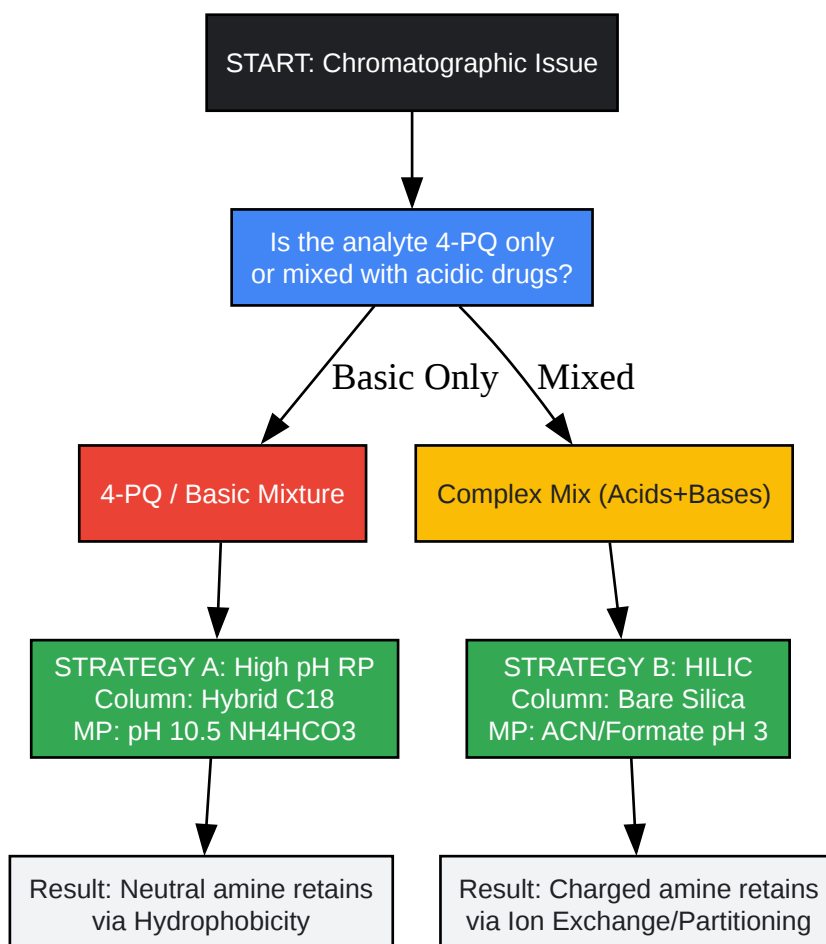 START: Chromatographic Issue
Is the analyte 4-PQ only
or mixed with acidic drugs?
Basic Only
Mixed
4-PQ / Basic Mixture
Complex Mix (Acids+Bases)
STRATEGY A: High pH RP
Column: Hybrid C18
MP: pH 10.5 NH4HCO3
STRATEGY B: HILIC
Column: Bare Silica
MP: ACN/Formate pH 3
Result: Neutral amine retains
via Hydrophobicity
Result: Charged amine retains
via Ion Exchange/Partitioning